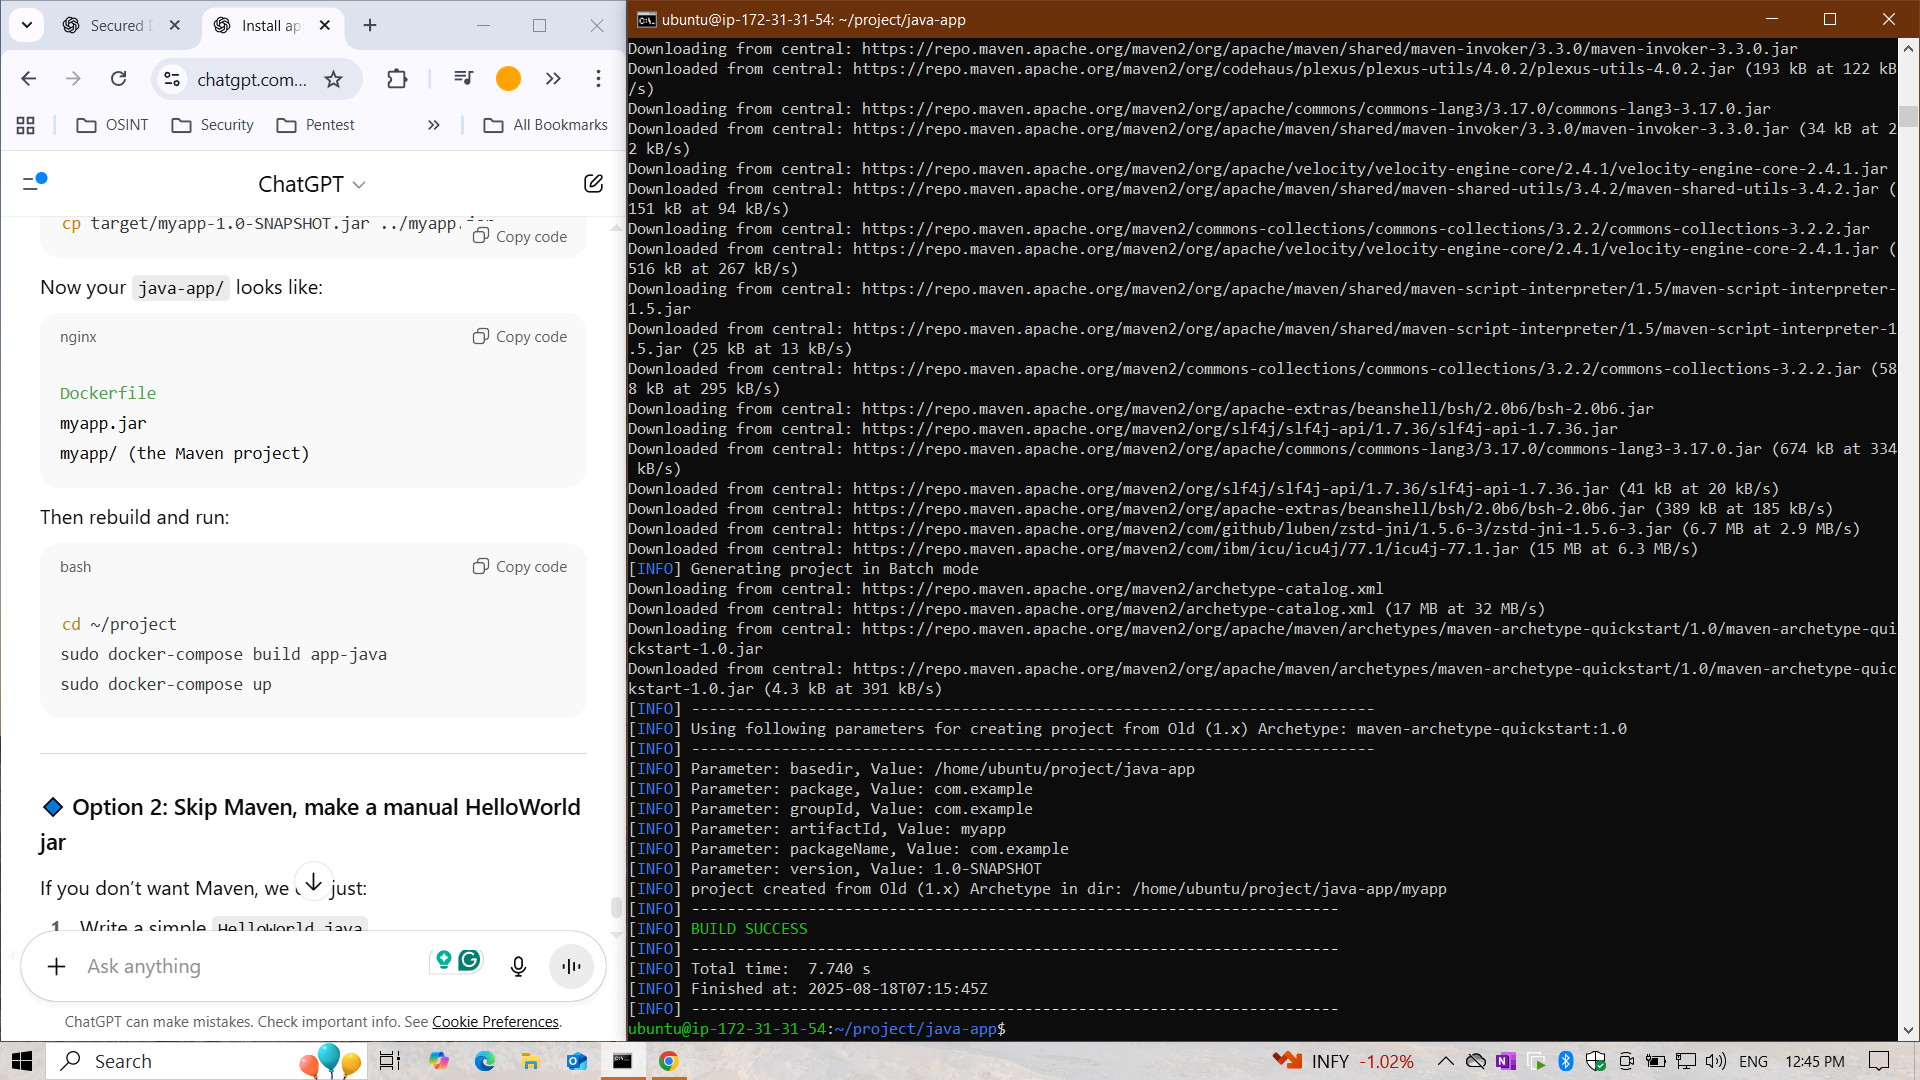 Secured D
Install ap
chatgpt.com...
OSINT
Security
Pentest
All Bookmarks
ChatGPT
cp target/myapp-1.0-SNAPSHOT.jar ../myapp.jar
Copy code
Now your java-app/ looks like:
nginx
Copy code
Dockerfile
myapp.jar
myapp/ (the Maven project)
Then rebuild and run:
bash
Copy code
cd ~/project
sudo docker-compose build app-java
sudo docker-compose up
Option 2: Skip Maven, make a manual HelloWorld
jar
If you don’t want Maven, we just:
1. Write a simple HelloWorld.java
Ask anything
ChatGPT can make mistakes. Check important info. See Cookie Preferences.
ubuntu@ip-172-31-31-54: ~/project/java-app
Downloading from central: https://repo.maven.apache.org/maven2/org/apache/maven/shared/maven-invoker/3.3.0/maven-invoker-3.3.0.jar
Downloaded from central: https://repo.maven.apache.org/maven2/org/codehaus/plexus/plexus-utils/4.0.2/plexus-utils-4.0.2.jar (193 kB at 122 kB
/s)
Downloading from central: https://repo.maven.apache.org/maven2/org/apache/commons/commons-lang3/3.17.0/commons-lang3-3.17.0.jar
Downloaded from central: https://repo.maven.apache.org/maven2/org/apache/maven/shared/maven-invoker/3.3.0/maven-invoker-3.3.0.jar (34 kB at 2
2 kB/s)
Downloading from central: https://repo.maven.apache.org/maven2/org/apache/velocity/velocity-engine-core/2.4.1/velocity-engine-core-2.4.1.jar
Downloaded from central: https://repo.maven.apache.org/maven2/org/apache/maven/shared/maven-shared-utils/3.4.2/maven-shared-utils-3.4.2.jar (
151 kB at 94 kB/s)
Downloading from central: https://repo.maven.apache.org/maven2/commons-collections/commons-collections/3.2.2/commons-collections-3.2.2.jar
Downloaded from central: https://repo.maven.apache.org/maven2/org/apache/velocity/velocity-engine-core/2.4.1/velocity-engine-core-2.4.1.jar (
516 kB at 267 kB/s)
Downloading from central: https://repo.maven.apache.org/maven2/org/apache/maven/shared/maven-script-interpreter/1.5/maven-script-interpreter-
1.5.jar
Downloaded from central: https://repo.maven.apache.org/maven2/org/apache/maven/shared/maven-script-interpreter/1.5/maven-script-interpreter-1
.5.jar (25 kB at 13 kB/s)
Downloaded from central: https://repo.maven.apache.org/maven2/commons-collections/commons-collections/3.2.2/commons-collections-3.2.2.jar (58
8 kB at 295 kB/s)
Downloading from central: https://repo.maven.apache.org/maven2/org/apache-extras/beanshell/bsh/2.0b6/bsh-2.0b6.jar
Downloading from central: https://repo.maven.apache.org/maven2/org/slf4j/slf4j-api/1.7.36/slf4j-api-1.7.36.jar
Downloaded from central: https://repo.maven.apache.org/maven2/org/apache/commons/commons-lang3/3.17.0/commons-lang3-3.17.0.jar (674 kB at 334
kB/s)
Downloaded from central: https://repo.maven.apache.org/maven2/org/slf4j/slf4j-api/1.7.36/slf4j-api-1.7.36.jar (41 kB at 20 kB/s)
Downloaded from central: https://repo.maven.apache.org/maven2/org/apache-extras/beanshell/bsh/2.0b6/bsh-2.0b6.jar (389 kB at 185 kB/s)
Downloaded from central: https://repo.maven.apache.org/maven2/com/github/luben/zstd-jni/1.5.6-3/zstd-jni-1.5.6-3.jar (6.7 MB at 2.9 MB/s)
Downloaded from central: https://repo.maven.apache.org/maven2/com/ibm/icu/icu4j/77.1/icu4j-77.1.jar (15 MB at 6.3 MB/s)
[INFO] Generating project in Batch mode
Downloading from central: https://repo.maven.apache.org/maven2/archetype-catalog.xml
Downloaded from central: https://repo.maven.apache.org/maven2/archetype-catalog.xml (17 MB at 32 MB/s)
Downloading from central: https://repo.maven.apache.org/maven2/org/apache/maven/archetypes/maven-archetype-quickstart/1.0/maven-archetype-qui
ckstart-1.0.jar
Downloaded from central: https://repo.maven.apache.org/maven2/org/apache/maven/archetypes/maven-archetype-quickstart/1.0/maven-archetype-quic
kstart-1.0.jar (4.3 kB at 391 kB/s)
[INFO] ----------------------------------------------------------------------------
[INFO] Using following parameters for creating project from Old (1.x) Archetype: maven-archetype-quickstart:1.0
[INFO] ----------------------------------------------------------------------------
[INFO] Parameter: basedir, Value: /home/ubuntu/project/java-app
[INFO] Parameter: package, Value: com.example
[INFO] Parameter: groupId, Value: com.example
[INFO] Parameter: artifactId, Value: myapp
[INFO] Parameter: packageName, Value: com.example
[INFO] Parameter: version, Value: 1.0-SNAPSHOT
[INFO] project created from Old (1.x) Archetype in dir: /home/ubuntu/project/java-app/myapp
[INFO] ------------------------------------------------------------------------
[INFO] BUILD SUCCESS
[INFO] ------------------------------------------------------------------------
[INFO] Total time:  7.740 s
[INFO] Finished at: 2025-08-18T07:15:45Z
[INFO] ------------------------------------------------------------------------
ubuntu@ip-172-31-31-54:~/project/java-app$
Search
INFY -1.02%
ENG
12:45 PM